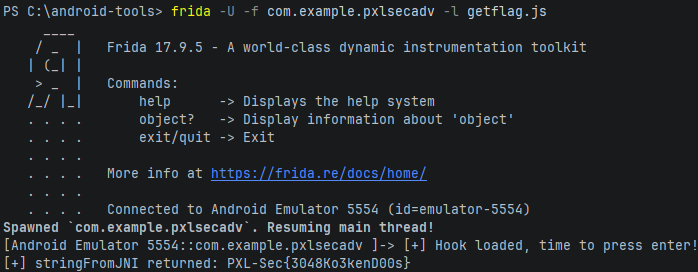 PS C:\android-tools> frida -U -f com.example.pxlsecadv -l getflag.js
     ____
    / _  |   Frida 17.9.5 - A world-class dynamic instrumentation toolkit
   | (_| |
    > _  |   Commands:
   /_/ |_|       help      -> Displays the help system
   . . . .       object?   -> Display information about 'object'
   . . . .       exit/quit -> Exit
   . . . .
   . . . .   More info at https://frida.re/docs/home/
   . . . .
   . . . .   Connected to Android Emulator 5554 (id=emulator-5554)
Spawned `com.example.pxlsecadv`. Resuming main thread!
[Android Emulator 5554::com.example.pxlsecadv ]-> [+] Hook loaded, time to press enter!
[+] stringFromJNI returned: PXL-Sec{3048Ko3kenD00s}